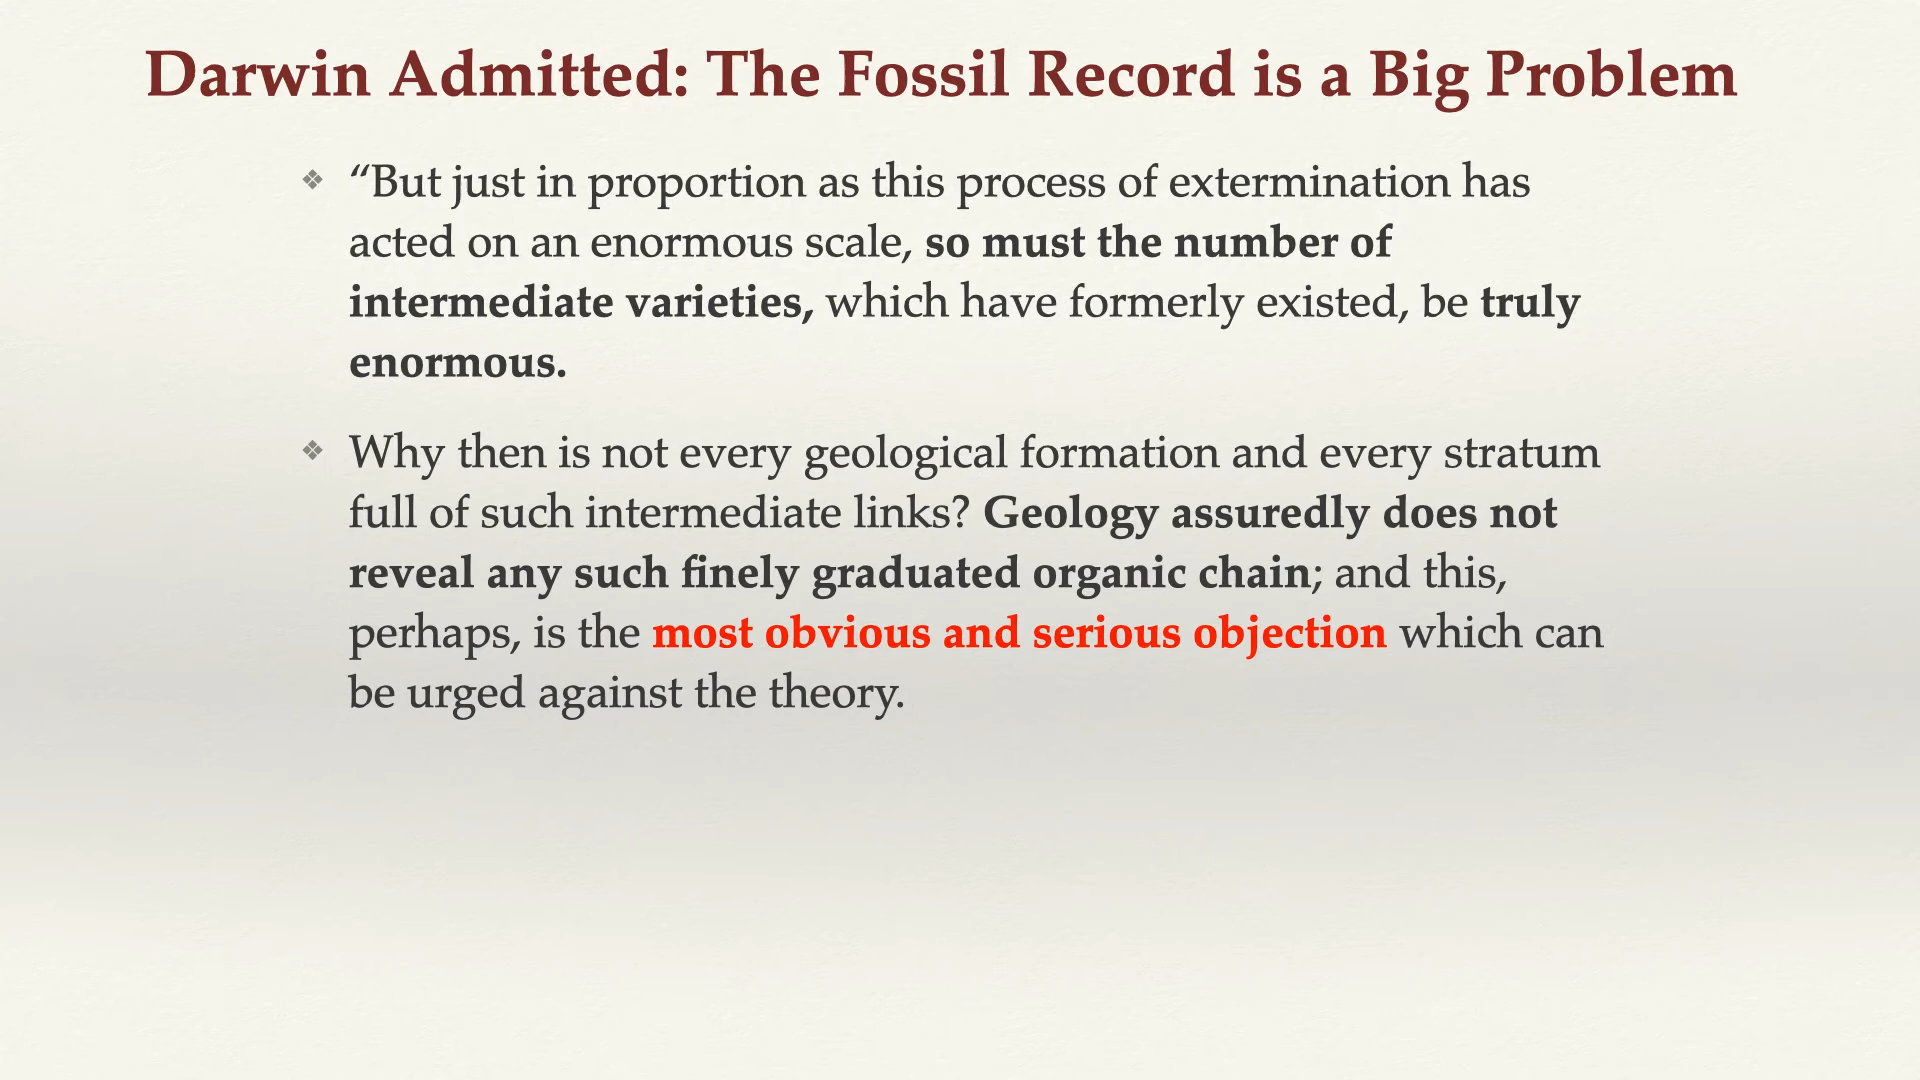 Darwin Admitted: The Fossil Record is a Big Problem
❖ “But just in proportion as this process of extermination has
acted on an enormous scale, so must the number of
intermediate varieties, which have formerly existed, be truly
enormous.
❖ Why then is not every geological formation and every stratum
full of such intermediate links? Geology assuredly does not
reveal any such finely graduated organic chain; and this,
perhaps, is the most obvious and serious objection which can
be urged against the theory.